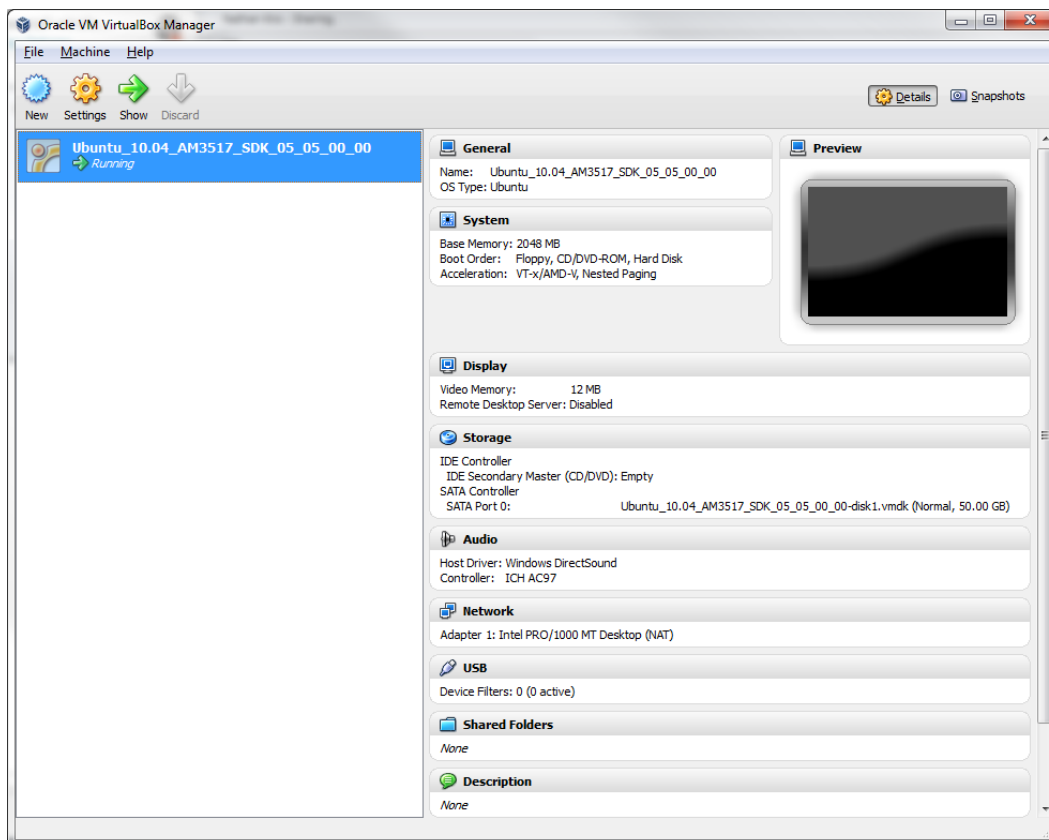 Oracle VM VirtualBox Manager
File Machine Help
New Settings Show Discard
Details Snapshots
Ubuntu_10.04_AM3517_SDK_05_05_00_00
Running
General
Name: Ubuntu_10.04_AM3517_SDK_05_05_00_00
OS Type: Ubuntu
Preview
System
Base Memory: 2048 MB
Boot Order: Floppy, CD/DVD-ROM, Hard Disk
Acceleration: VT-x/AMD-V, Nested Paging
Display
Video Memory: 12 MB
Remote Desktop Server: Disabled
Storage
IDE Controller
IDE Secondary Master (CD/DVD): Empty
SATA Controller
SATA Port 0: Ubuntu_10.04_AM3517_SDK_05_05_00_00-disk1.vmdk (Normal, 50.00 GB)
Audio
Host Driver: Windows DirectSound
Controller: ICH AC97
Network
Adapter 1: Intel PRO/1000 MT Desktop (NAT)
USB
Device Filters: 0 (0 active)
Shared Folders
None
Description
None